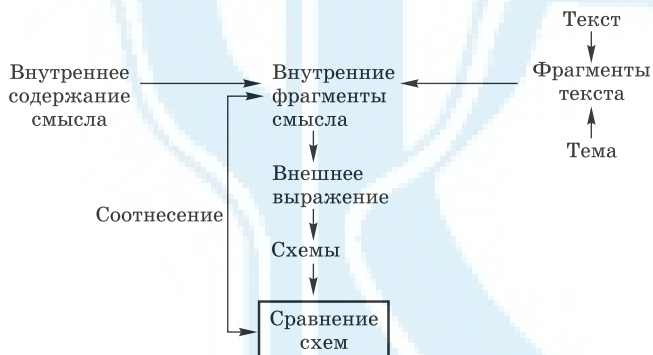 Текст
Внутреннее
содержание
смысла
Внутренние
фрагменты
смысла
Фрагменты
текста
Тема
Внешнее
выражение
Соотнесение
Схемы
Сравнение
схем